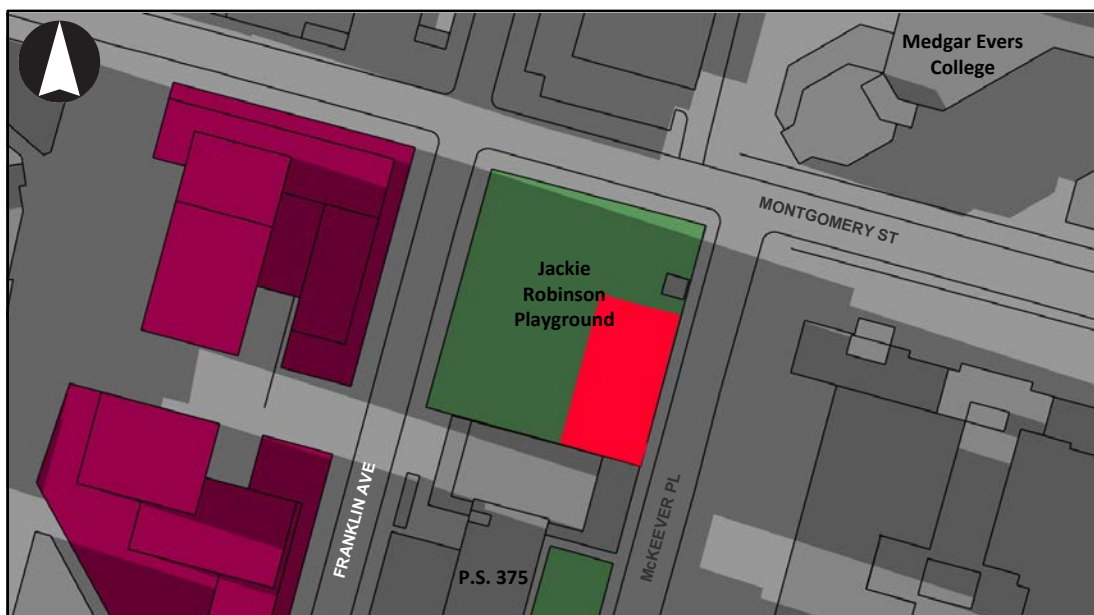 Medgar Evers
College
MONTGOMERY ST
Jackie
Robinson
Playground
FRANKLIN AVE
McKEEVER PL
P.S. 375